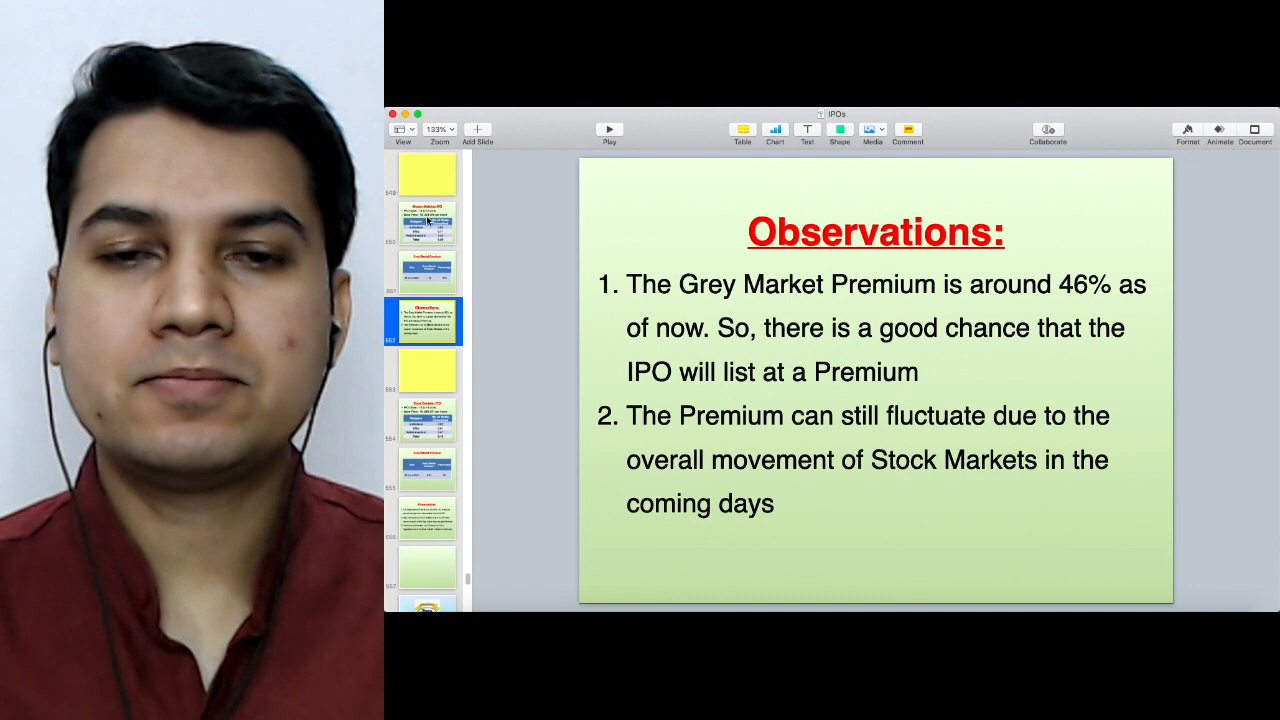 IPOs
133%
View
Zoom
Add Slide
Play
Table
Chart
Text
Shape
Media
Comment
Collaborate
Format
Animate
Document
Observations:
1. The Grey Market Premium is around 46% as
of now. So, there is a good chance that the
IPO will list at a Premium
2. The Premium can still fluctuate due to the
overall movement of Stock Markets in the
coming days